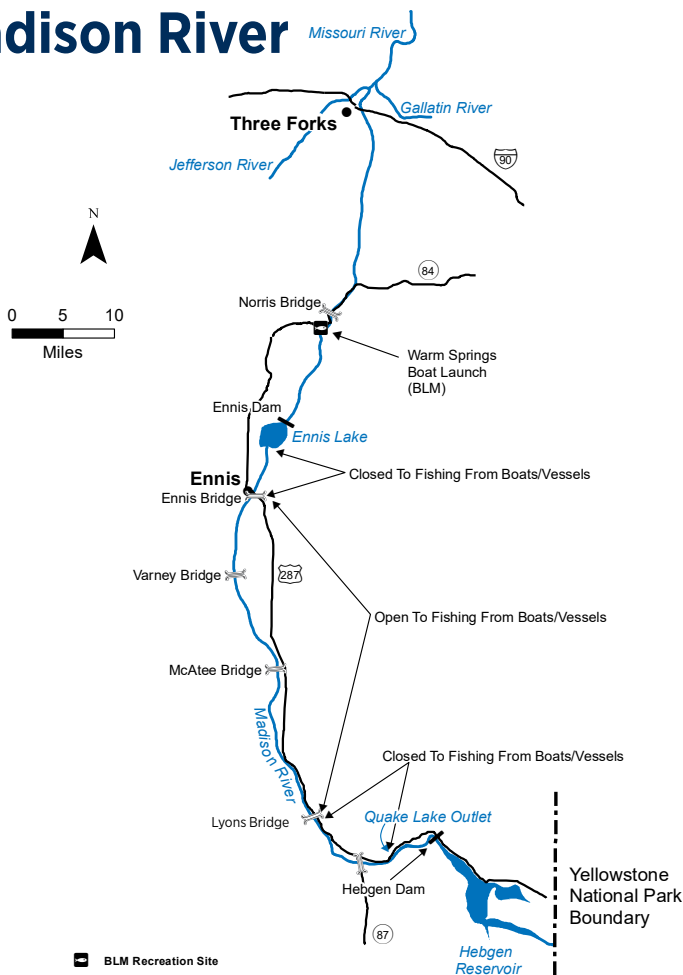 adison River
Missouri River
Gallatin River
Three Forks
Jefferson River
90
N
84
0 5 10
Miles
Norris Bridge
Warm Springs
Boat Launch
(BLM)
Ennis Dam
Ennis Lake
Closed To Fishing From Boats/Vessels
Ennis
Ennis Bridge
Varney Bridge
287
Open To Fishing From Boats/Vessels
McAtee Bridge
Madison River
Closed To Fishing From Boats/Vessels
Lyons Bridge
Quake Lake Outlet
Hebgen Dam
Yellowstone
National Park
Boundary
87
Hebgen
Reservoir
BLM Recreation Site